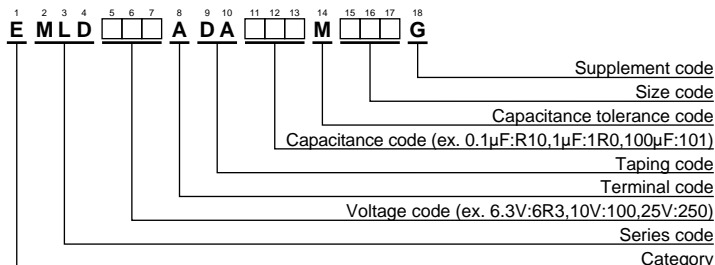 1 2 3 4 5 6 7 8 9 10 11 12 13 14 15 16 17 18
E M L D A D A M G
Supplement code
Size code
Capacitance tolerance code
Capacitance code (ex. 0.1μF:R10,1μF:1R0,100μF:101)
Taping code
Terminal code
Voltage code (ex. 6.3V:6R3,10V:100,25V:250)
Series code
Category